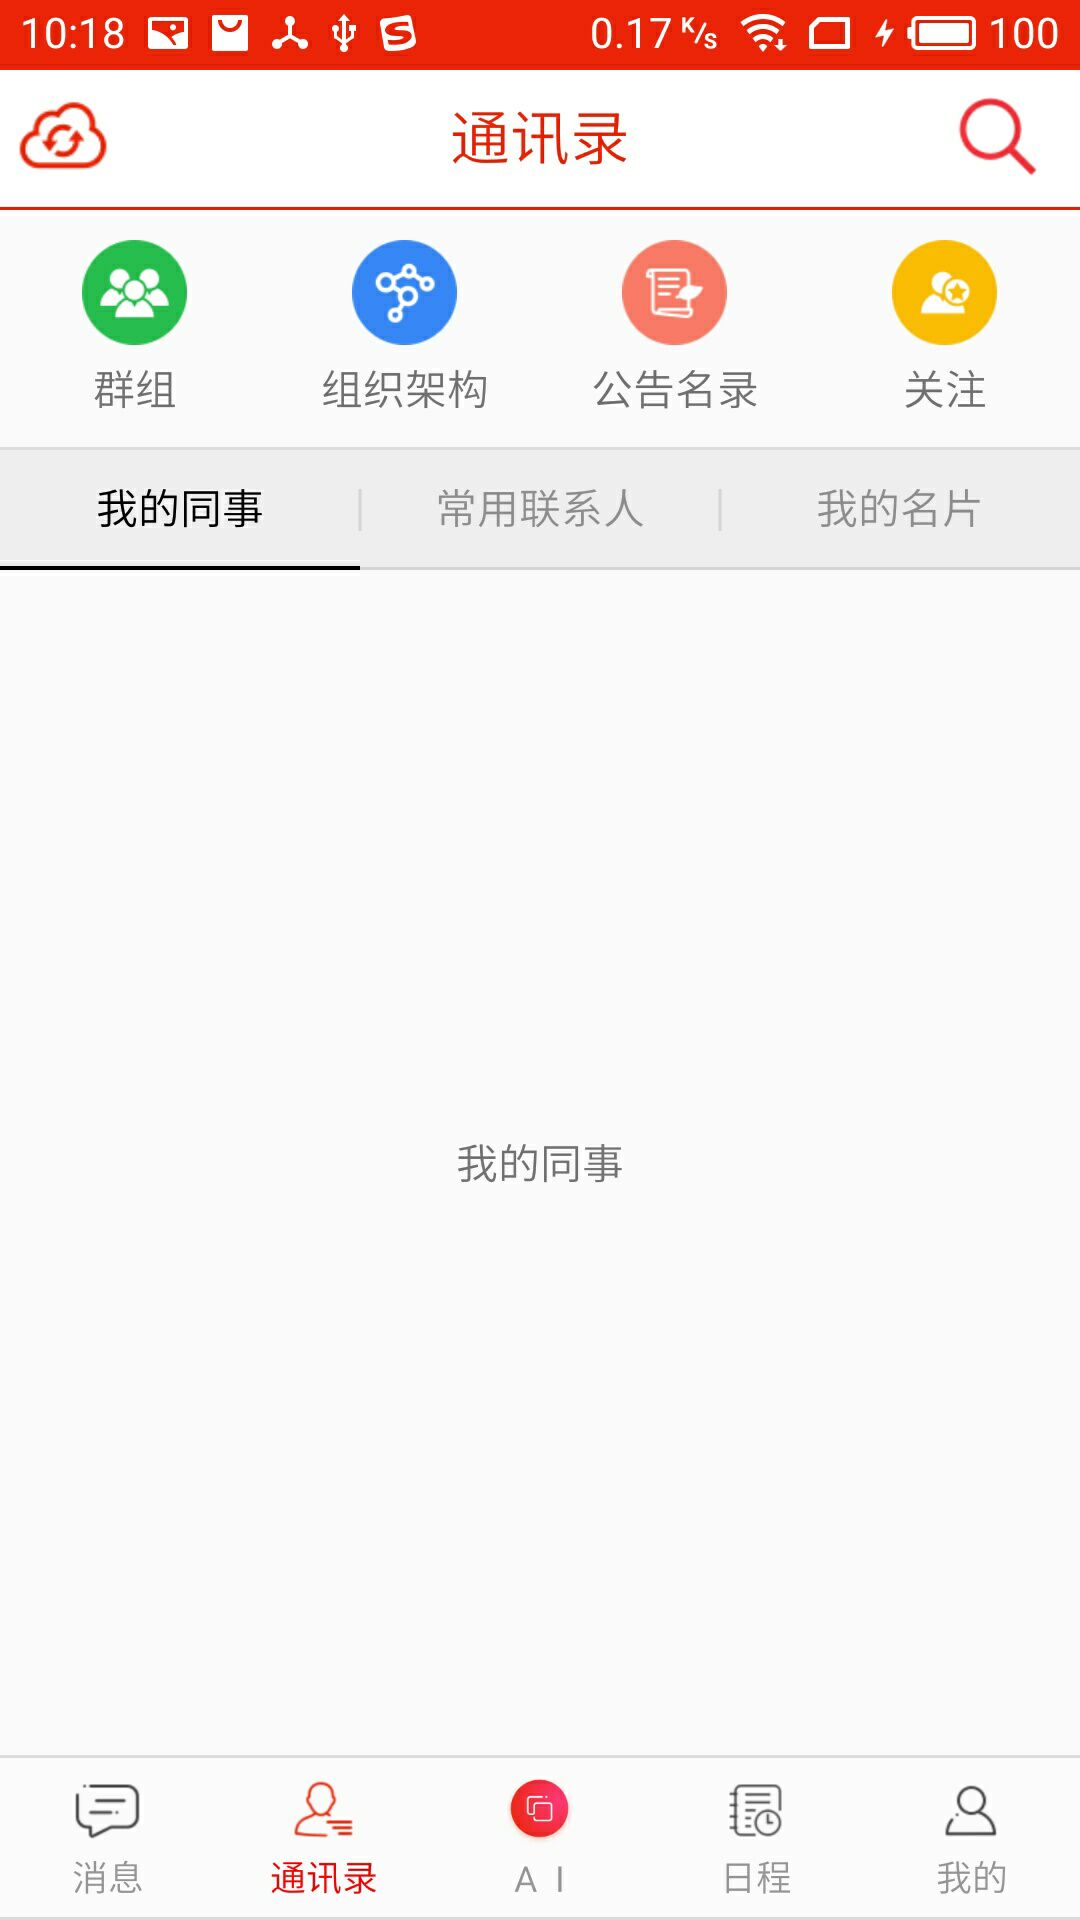 10:18 0.17 K/s 100
通讯录
群组 组织架构 公告名录 关注
我的同事 常用联系人 我的名片
我的同事
消息 通讯录 AI 日程 我的